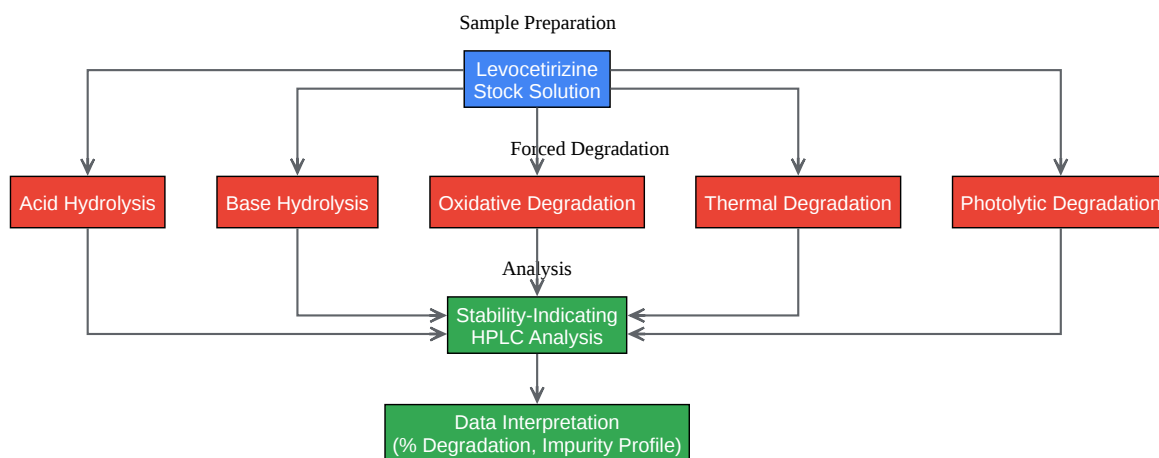 Sample Preparation
Levocetirizine
Stock Solution
Forced Degradation
Acid Hydrolysis
Base Hydrolysis
Oxidative Degradation
Thermal Degradation
Photolytic Degradation
Analysis
Stability-Indicating
HPLC Analysis
Data Interpretation
(% Degradation, Impurity Profile)